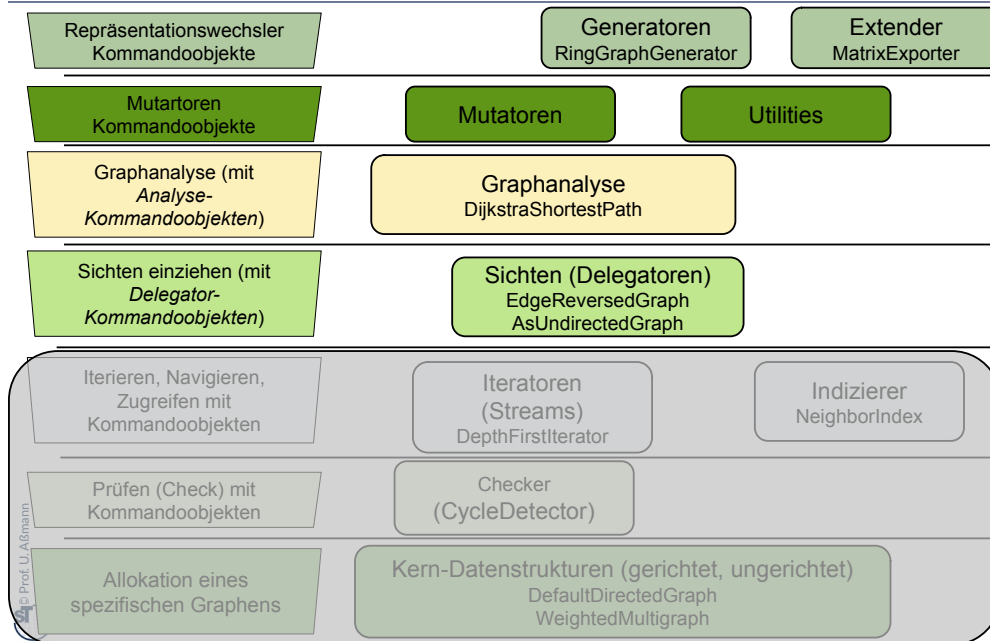 Repräsentationswechsler
Kommandoobjekte
Generatoren
RingGraphGenerator
Extender
MatrixExporter
Mutartoren
Kommandoobjekte
Mutatoren
Utilities
Graphanalyse (mit
Analyse-
Kommandoobjekten)
Graphanalyse
DijkstraShortestPath
Sichten einziehen (mit
Delegator-
Kommandoobjekten)
Sichten (Delegatoren)
EdgeReversedGraph
AsUndirectedGraph
Iterieren, Navigieren,
Zugreifen mit
Kommandoobjekten
Iteratoren
(Streams)
DepthFirstIterator
Indizierer
NeighborIndex
Prüfen (Check) mit
Kommandoobjekten
Checker
(CycleDetector)
Allokation eines
spezifischen Graphens
Kern-Datenstrukturen (gerichtet, ungerichtet)
DefaultDirectedGraph
WeightedMultigraph
© Prof. U. Aßmann
ST